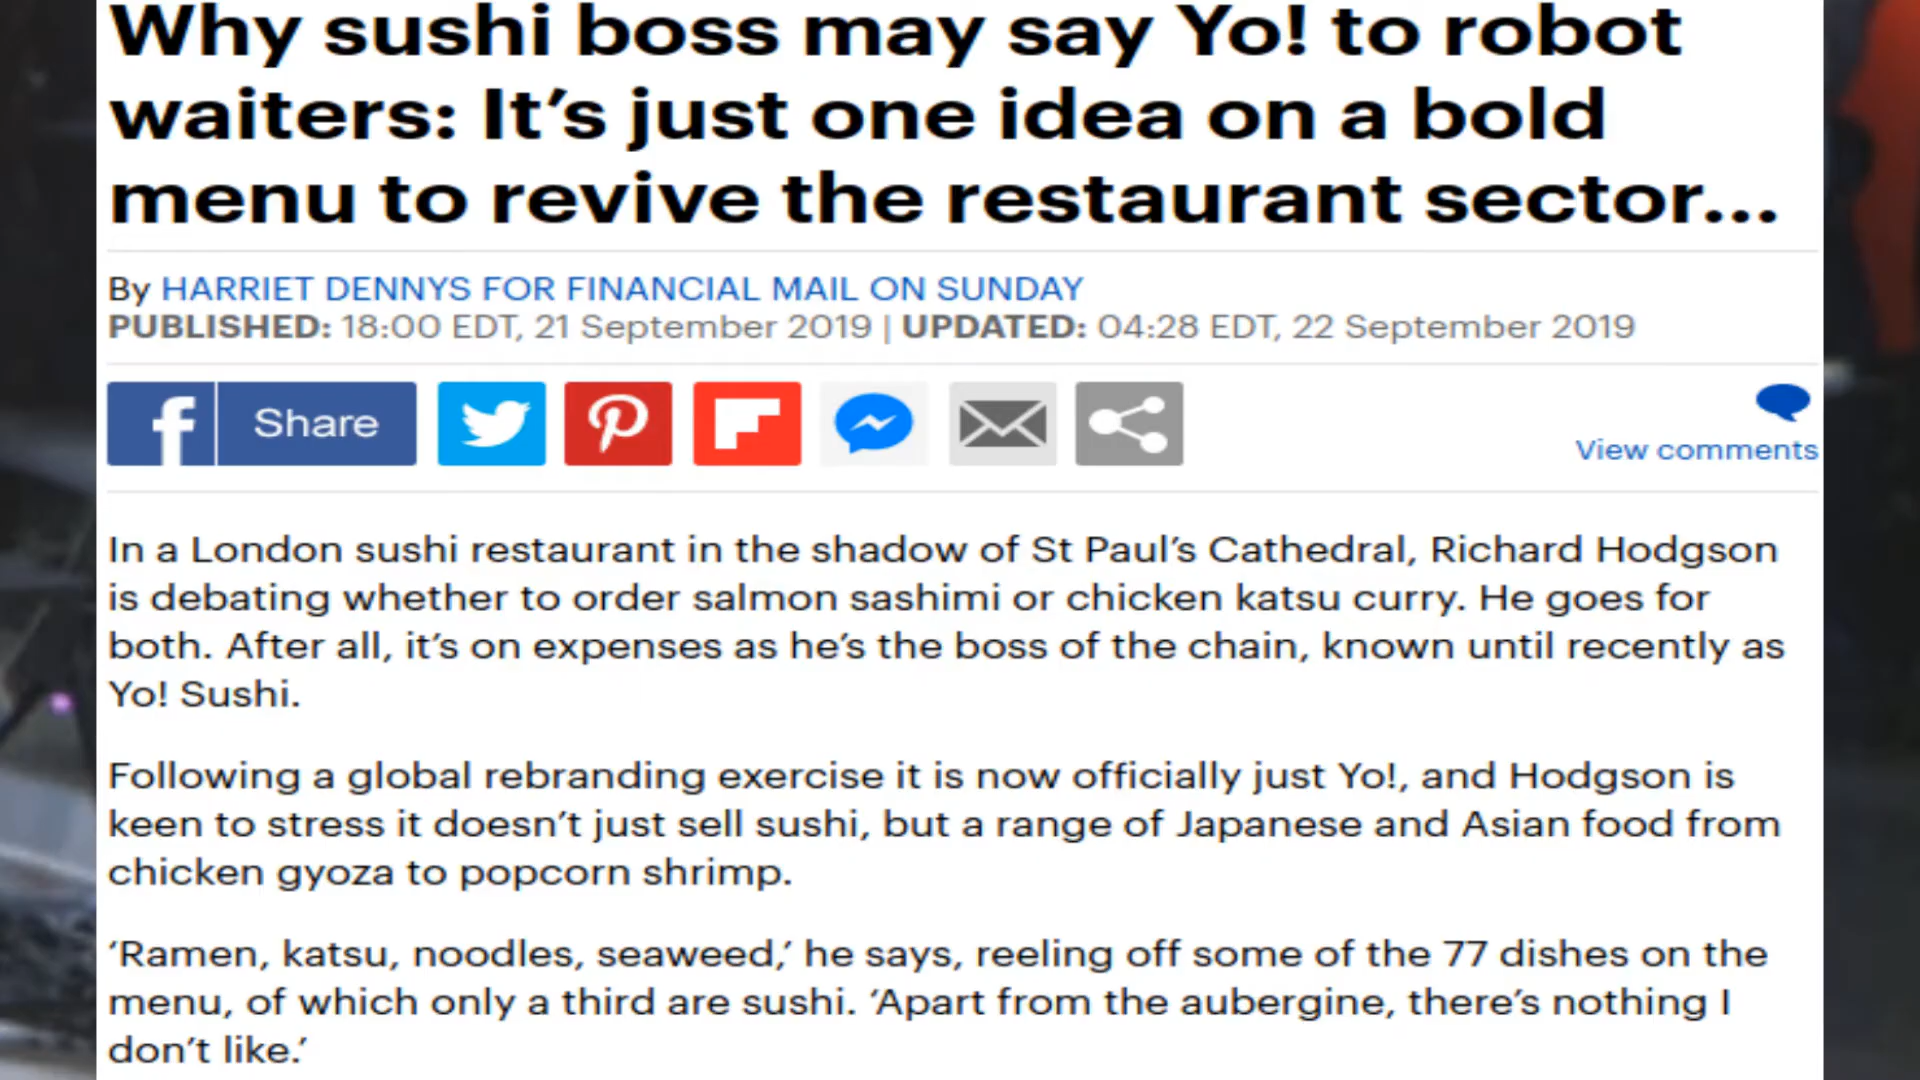 Why sushi boss may say Yo! to robot
waiters: It’s just one idea on a bold
menu to revive the restaurant sector...
By HARRIET DENNYS FOR FINANCIAL MAIL ON SUNDAY
PUBLISHED: 18:00 EDT, 21 September 2019 | UPDATED: 04:28 EDT, 22 September 2019
f Share
View comments
In a London sushi restaurant in the shadow of St Paul’s Cathedral, Richard Hodgson
is debating whether to order salmon sashimi or chicken katsu curry. He goes for
both. After all, it’s on expenses as he’s the boss of the chain, known until recently as
Yo! Sushi.
Following a global rebranding exercise it is now officially just Yo!, and Hodgson is
keen to stress it doesn’t just sell sushi, but a range of Japanese and Asian food from
chicken gyoza to popcorn shrimp.
‘Ramen, katsu, noodles, seaweed,’ he says, reeling off some of the 77 dishes on the
menu, of which only a third are sushi. ‘Apart from the aubergine, there’s nothing I
don’t like.’